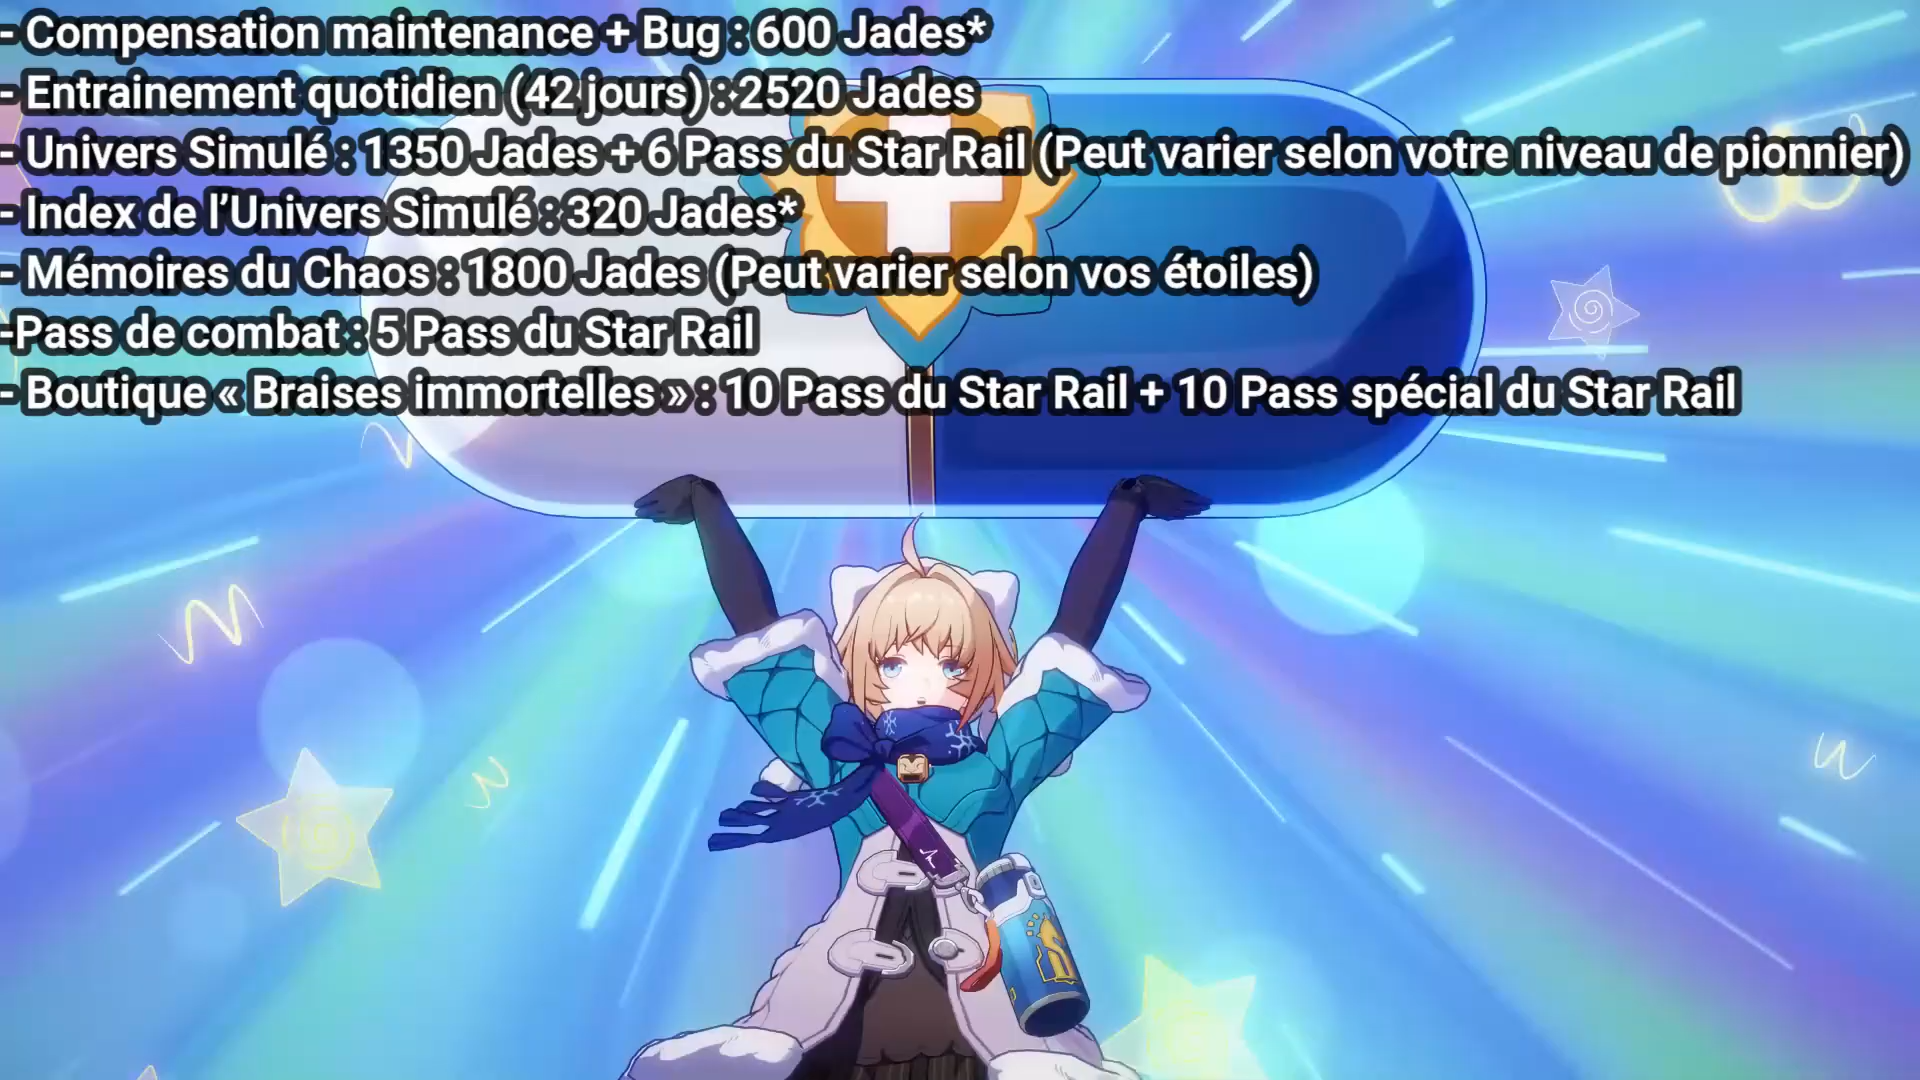 - Compensation maintenance + Bug : 600 Jades*
- Entrainement quotidien (42 jours) : 2520 Jades
- Univers Simulé : 1350 Jades + 6 Pass du Star Rail (Peut varier selon votre niveau de pionnier)
- Index de l’Univers Simulé : 320 Jades*
- Mémoires du Chaos : 1800 Jades (Peut varier selon vos étoiles)
-Pass de combat : 5 Pass du Star Rail
- Boutique « Braises immortelles » : 10 Pass du Star Rail + 10 Pass spécial du Star Rail